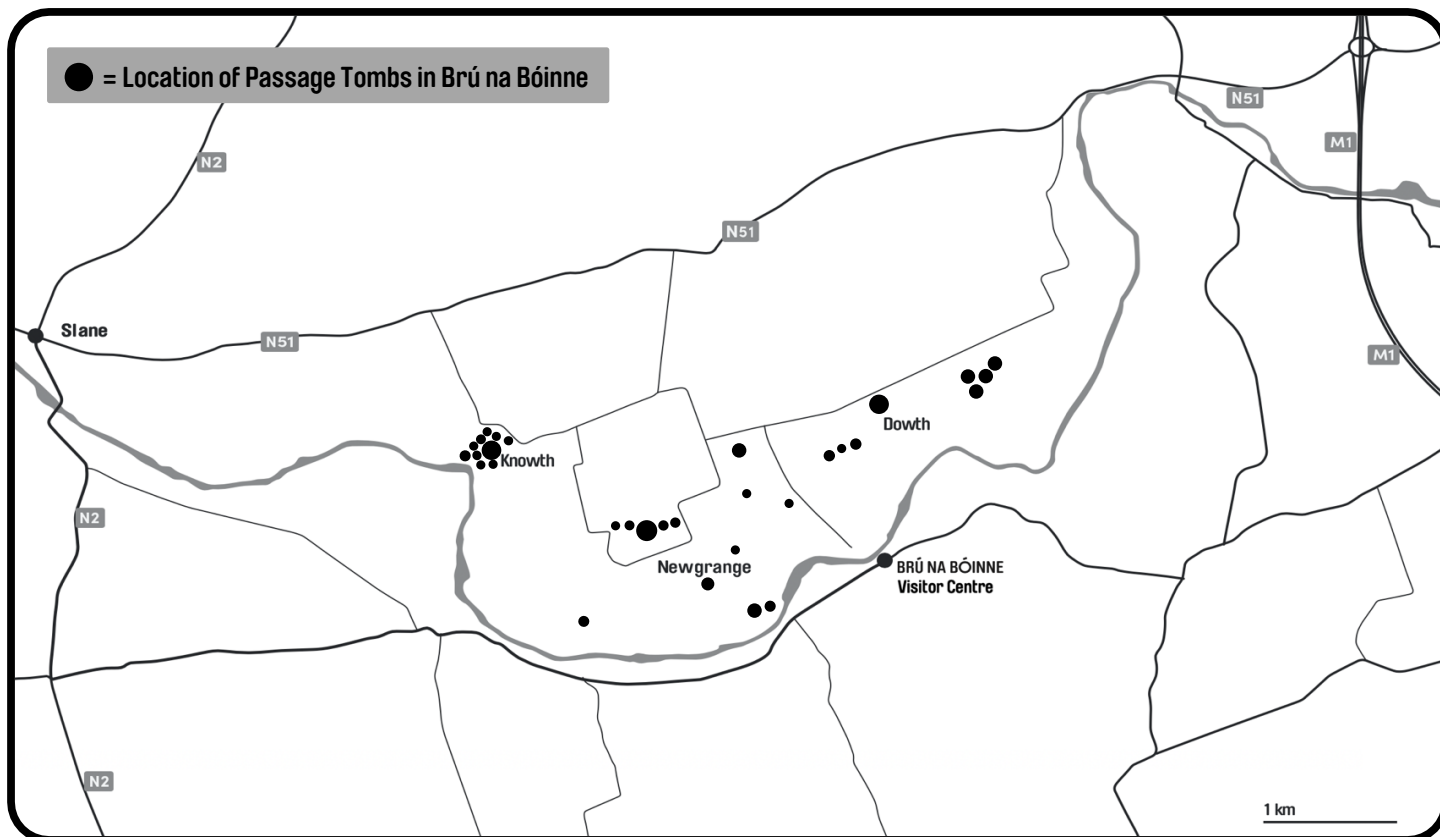 = Location of Passage Tombs in Brú na Bóinne
N51
N2
M1
N51
Slane
N51
M1
Dowth
Knowth
N2
Newgrange
BRÚ NA BÓINNE
Visitor Centre
N2
1 km